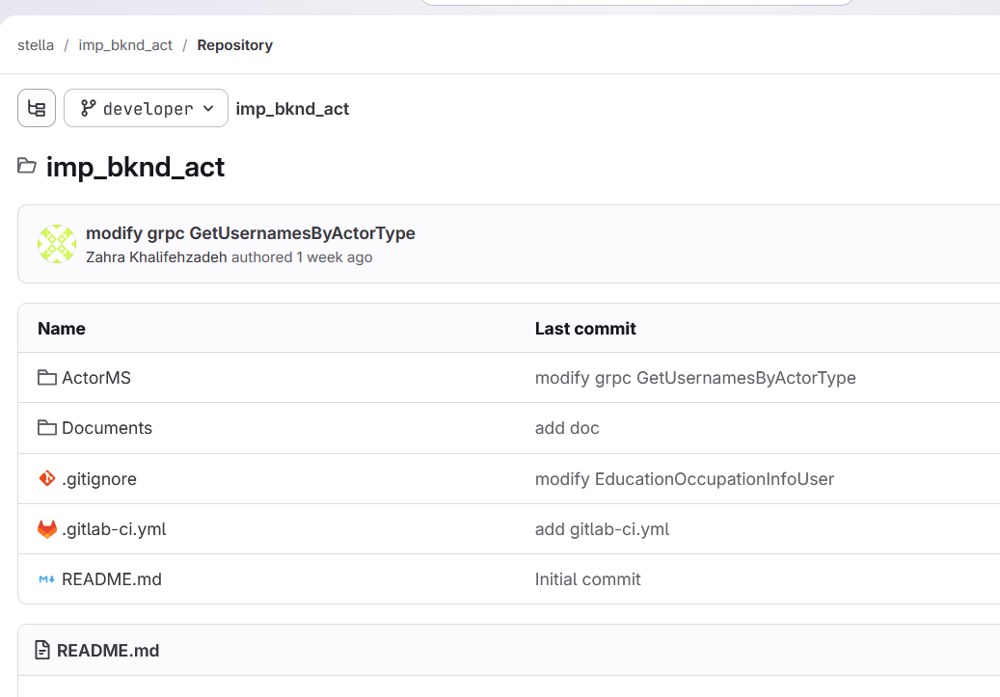 stella / imp_bknd_act / Repository
developer imp_bknd_act
imp_bknd_act
modify grpc GetUsernamesByActorType
Zahra Khalifehzadeh authored 1 week ago
Name Last commit
ActorMS modify grpc GetUsernamesByActorType
Documents add doc
.gitignore modify EducationOccupationInfoUser
.gitlab-ci.yml add gitlab-ci.yml
README.md Initial commit
README.md